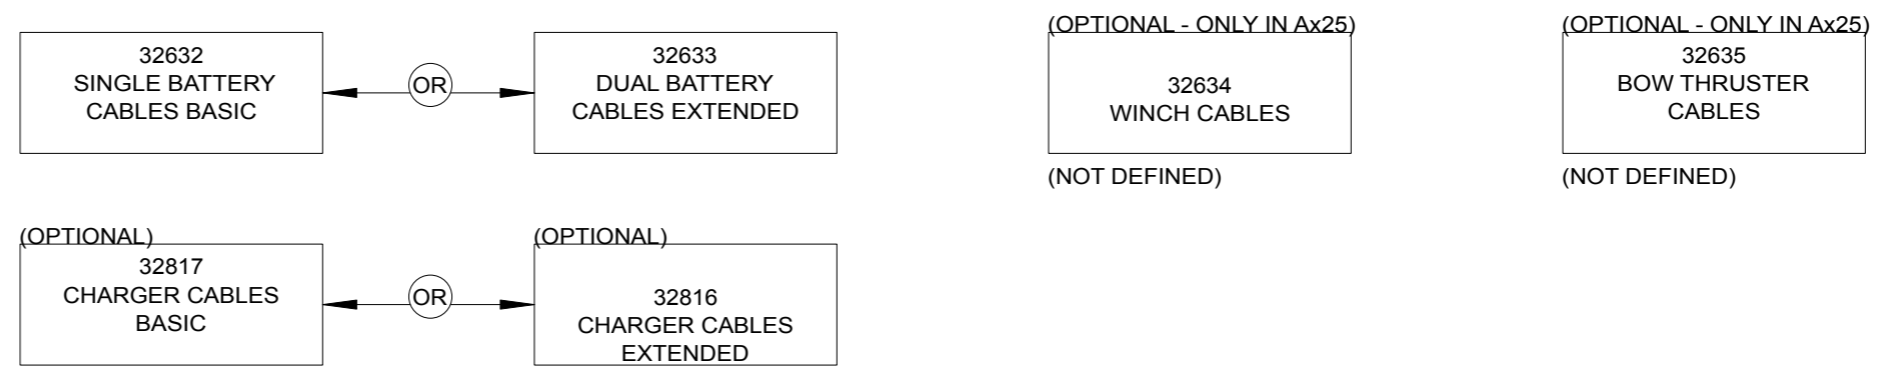 32632
SINGLE BATTERY
CABLES BASIC
OR
32633
DUAL BATTERY
CABLES EXTENDED
(OPTIONAL - ONLY IN Ax25)
32634
WINCH CABLES
(NOT DEFINED)
(OPTIONAL - ONLY IN Ax25)
32635
BOW THRUSTER
CABLES
(NOT DEFINED)
(OPTIONAL)
32817
CHARGER CABLES
BASIC
OR
(OPTIONAL)
32816
CHARGER CABLES
EXTENDED